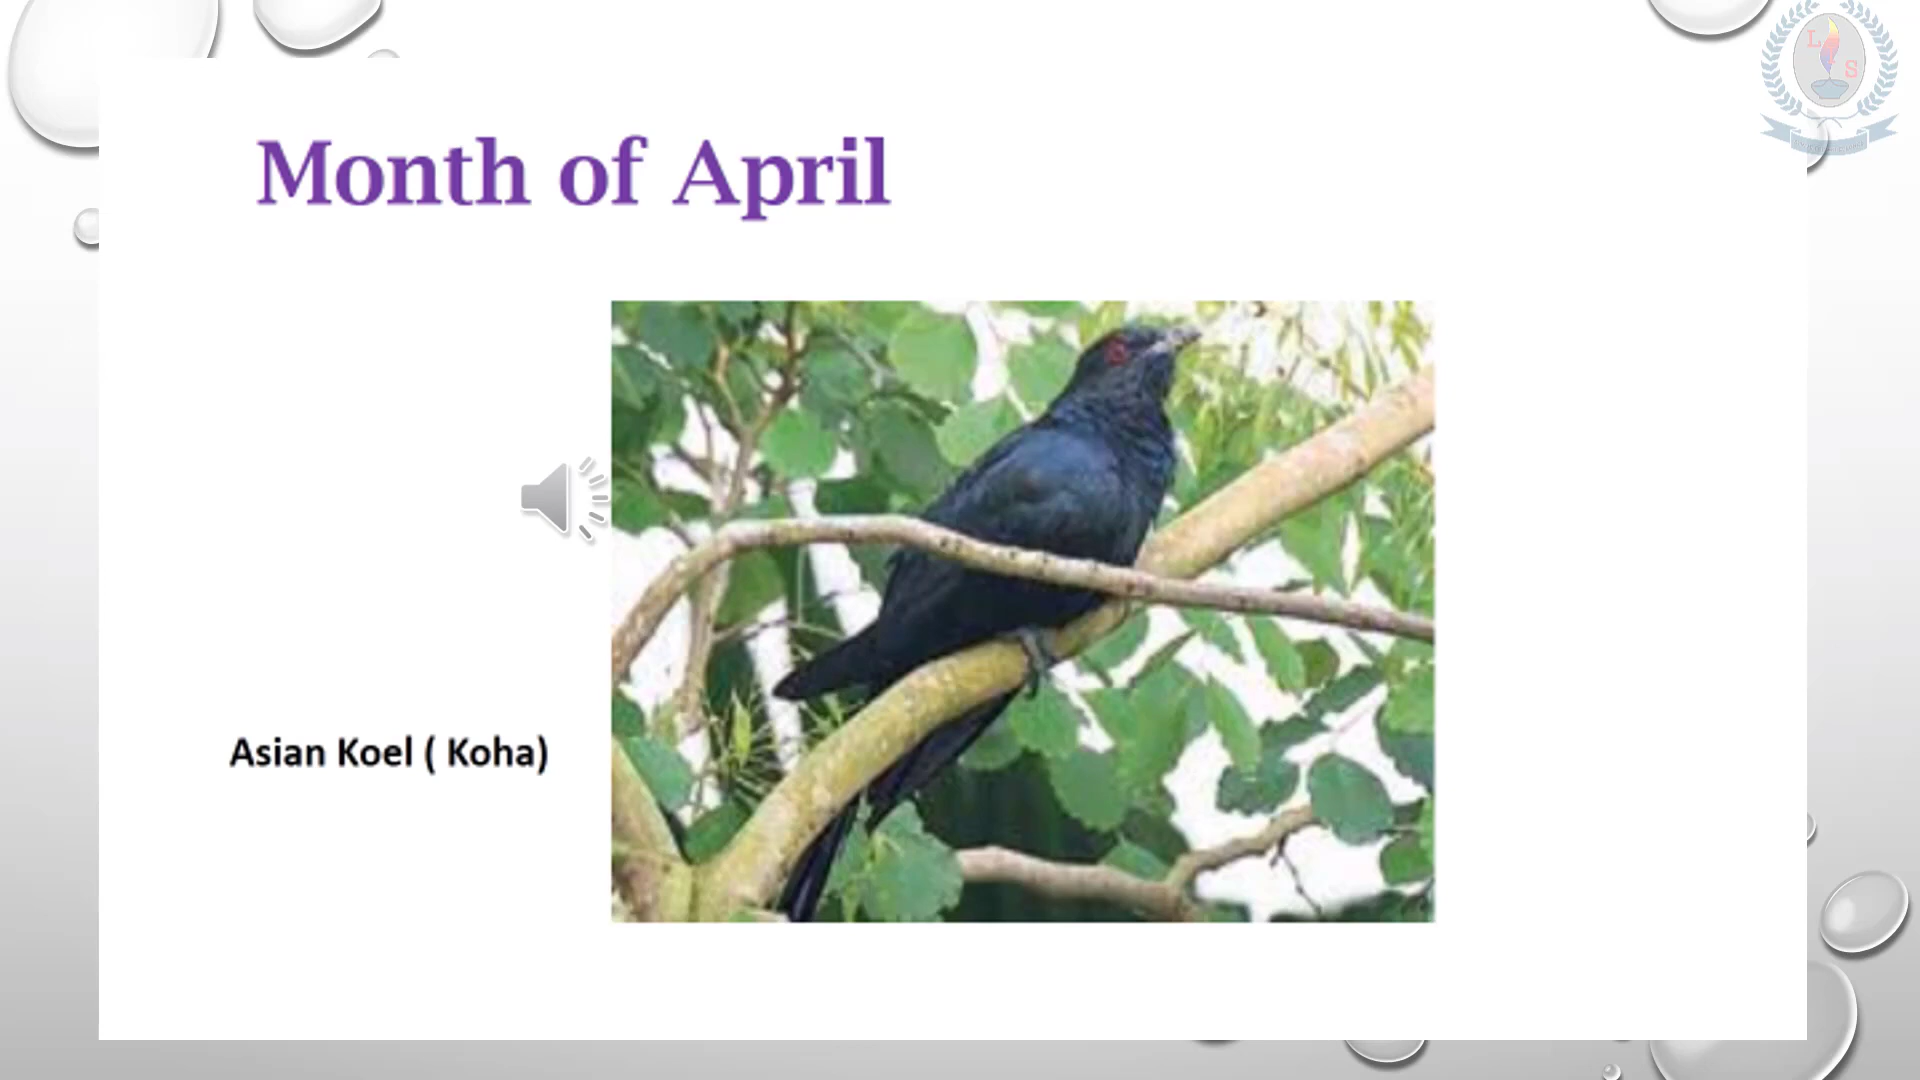 L
S
Month of April
Asian Koel ( Koha)